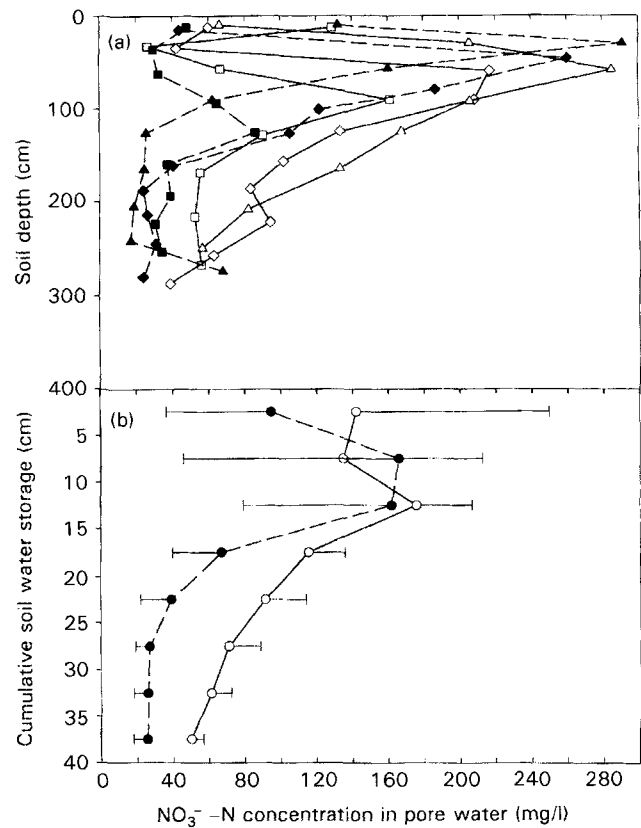 0
(a)
100
Soil depth (cm)
200
300
400
(b)
5
10
15
Cumulative soil water storage (cm)
20
25
30
35
40
0 40 80 120 160 200 240 280
NO₃⁻ –N concentration in pore water (mg/l)